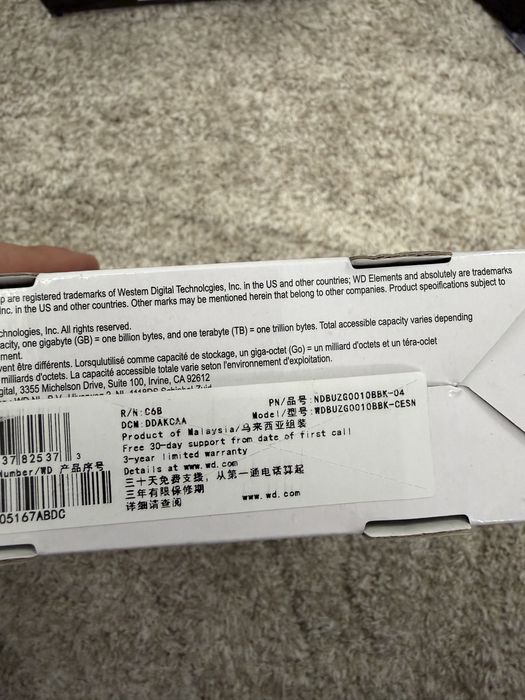 p are registered trademarks of Western Digital Technologies, Inc. in the US and other countries; WD Elements and absolutely are trademarks
Inc. in the US and other countries. Other marks may be mentioned herein that belong to other companies. Product specifications subject to
chnologies, Inc. All rights reserved.
acity, one gigabyte (GB) = one billion bytes, and one terabyte (TB) = one trillion bytes. Total accessible capacity varies depending
ment.
vent être différents. Lorsqu'utilisé comme capacité de stockage, un giga-octet (Go) = un milliard d'octets et un téra-octet
milliards d'octets. La capacité accessible totale varie selon l'environnement d'exploitation.
gital, 3355 Michelson Drive, Suite 100, Irvine, CA 92612
R/N: C6B
PN/品号: NDBUZG0010BBK-04
DCM: DDAKCAA
Model/型号: WDBUZG0010BBK-CESN
Product of Malaysia/马来西亚组装
Free 30-day support from date of first call
3-year limited warranty
Details at www.wd.com
三十天免费支援, 从第一通电话算起
三年有限保修期
详细请查阅 www.wd.com
37 82537 3
Number/WD 产品序号
05167ABDC